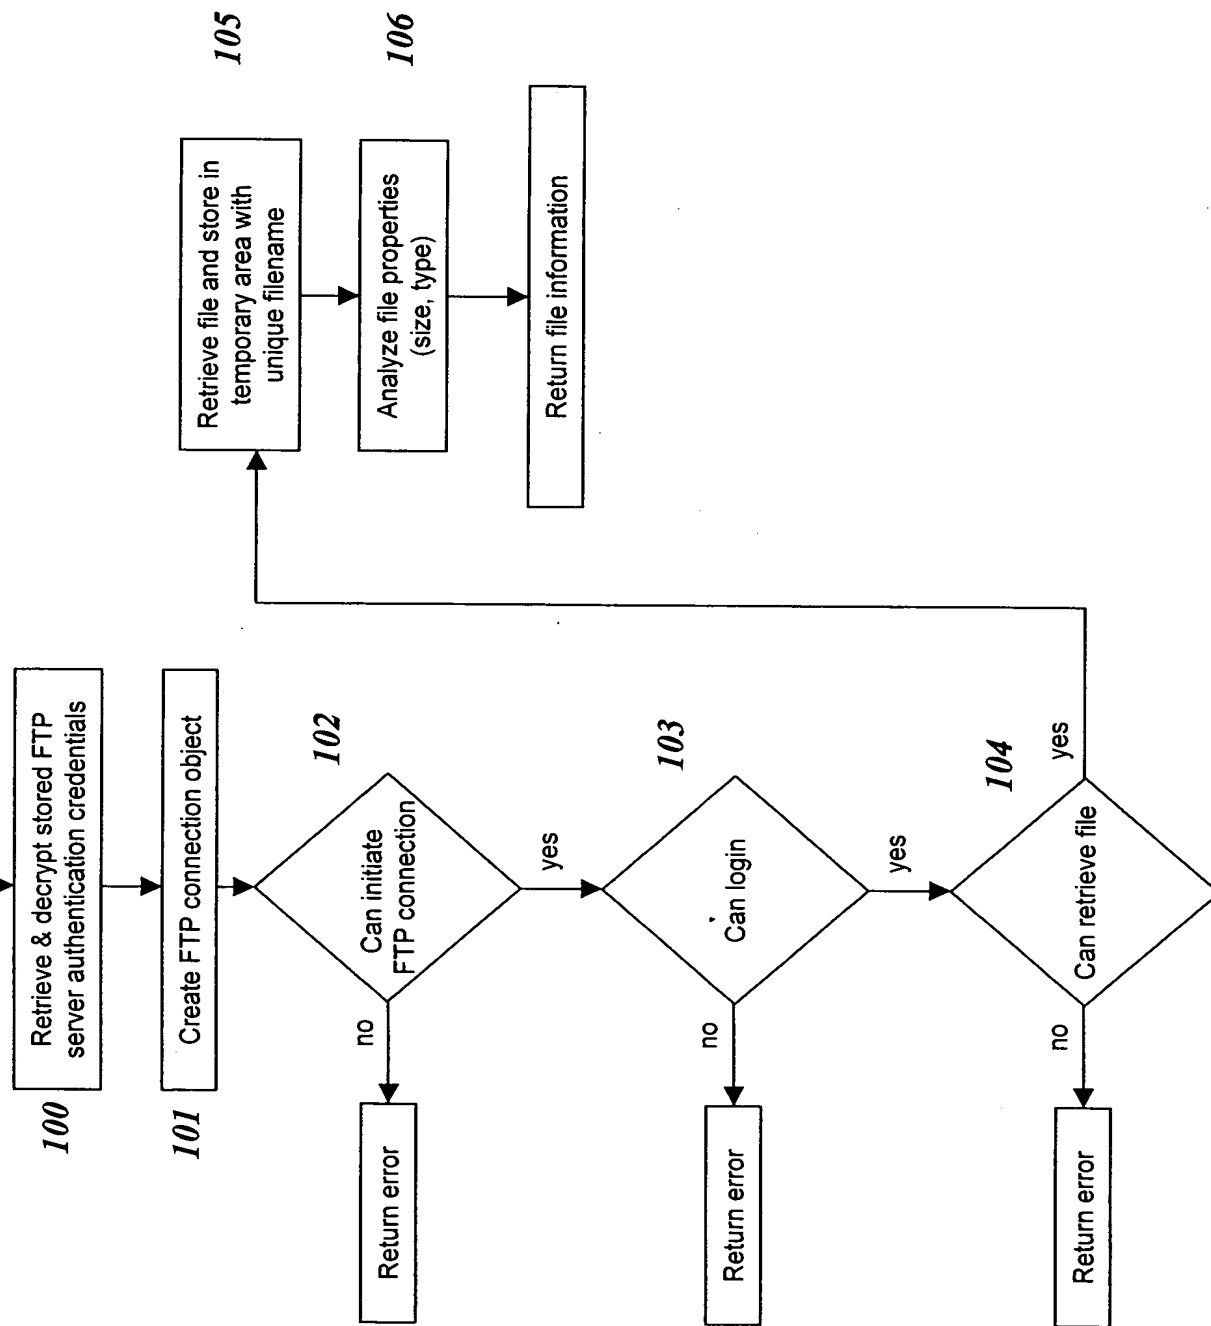 100
Retrieve & decrypt stored FTP
server authentication credentials
101
Create FTP connection object
102
Can initiate
FTP connection
no
Return error
yes
103
Can login
no
Return error
yes
104
Can retrieve file
no
Return error
yes
105
Retrieve file and store in
temporary area with
unique filename
106
Analyze file properties
(size, type)
Return file information